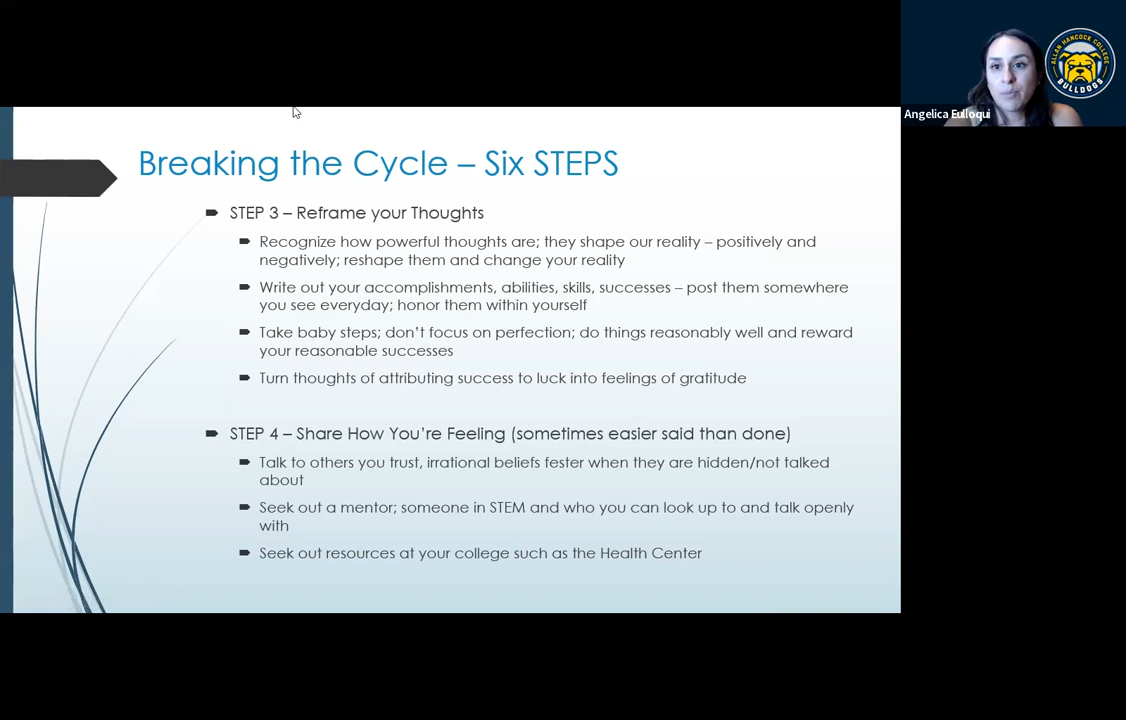 ALLAN HANCOCK COLLEGE
BULLDOGS
Angelica Eulloqui
Breaking the Cycle – Six STEPS
STEP 3 – Reframe your Thoughts
Recognize how powerful thoughts are; they shape our reality – positively and
negatively; reshape them and change your reality
Write out your accomplishments, abilities, skills, successes – post them somewhere
you see everyday; honor them within yourself
Take baby steps; don't focus on perfection; do things reasonably well and reward
your reasonable successes
Turn thoughts of attributing success to luck into feelings of gratitude
STEP 4 – Share How You're Feeling (sometimes easier said than done)
Talk to others you trust, irrational beliefs fester when they are hidden/not talked
about
Seek out a mentor; someone in STEM and who you can look up to and talk openly
with
Seek out resources at your college such as the Health Center